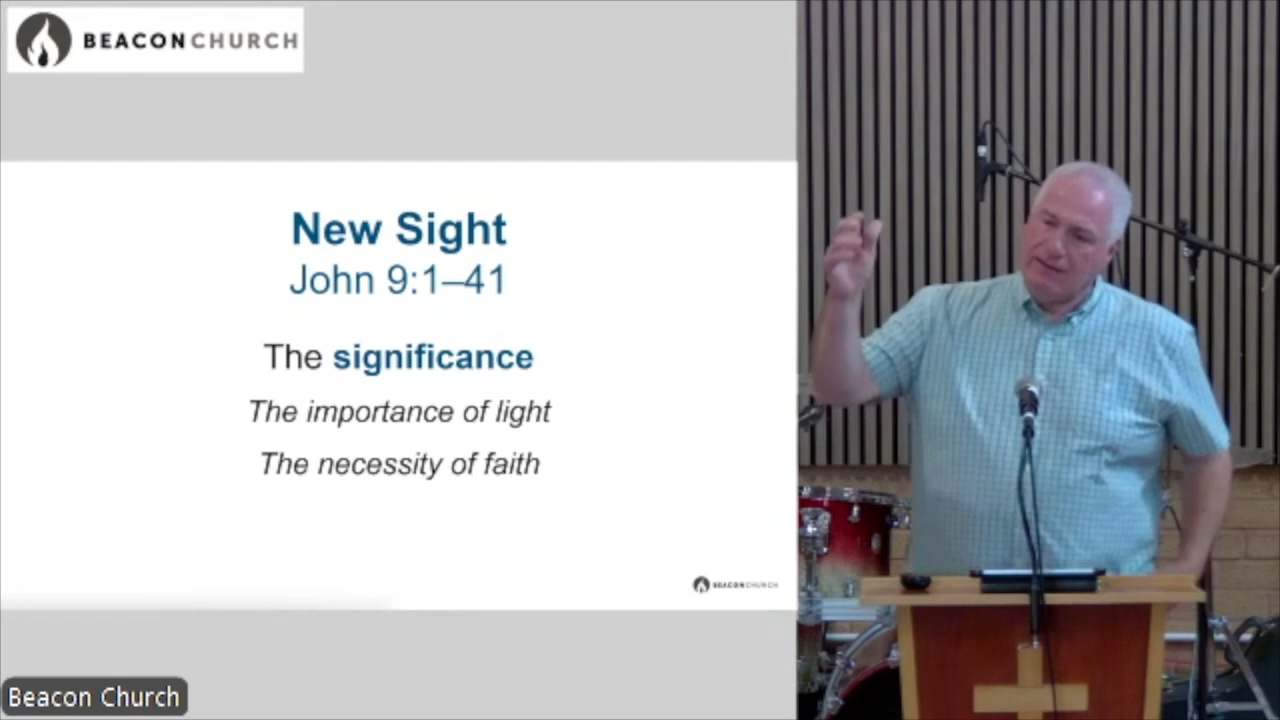 BEACONCHURCH
New Sight
John 9:1–41
The significance
The importance of light
The necessity of faith
BEACONCHURCH
Beacon Church